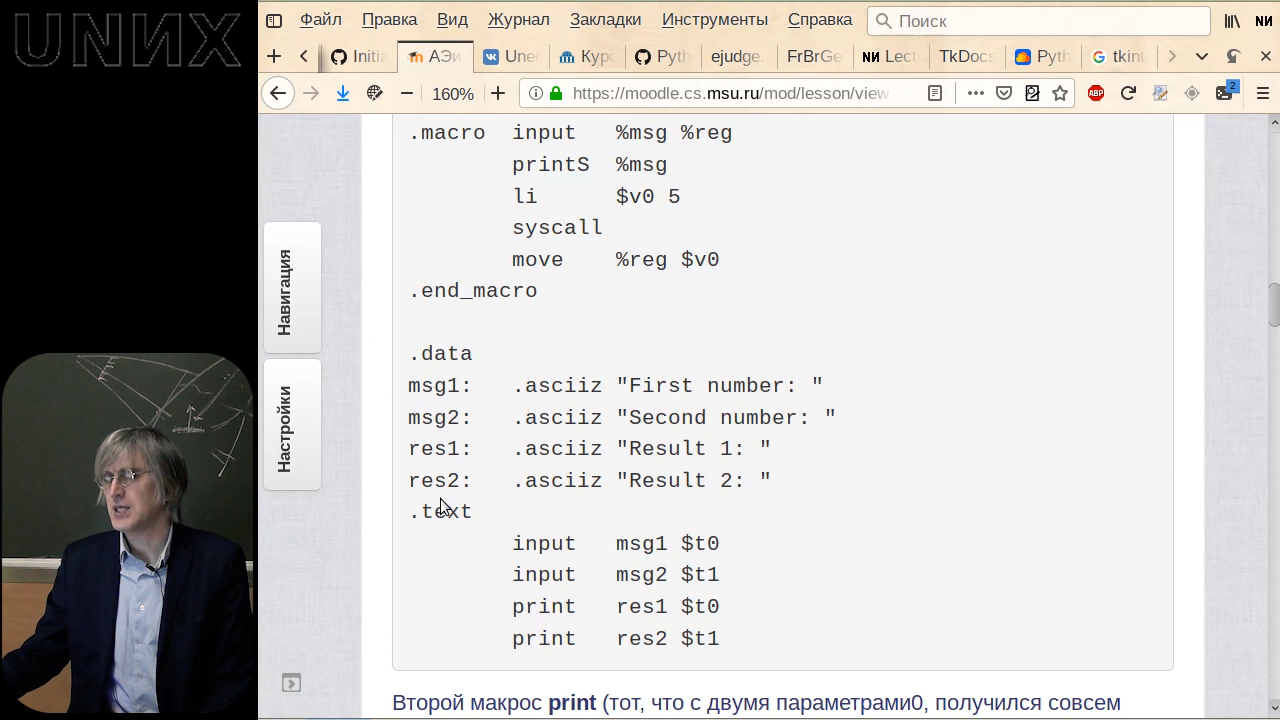 UNИX
Файл Правка Вид Журнал Закладки Инструменты Справка Поиск
Initia АЭи Une Курс Pyth ejudge. FrBrGe Lect TkDocs Pyth tkint
160% https://moodle.cs.msu.ru/mod/lesson/view. ABP 2
Навигация
Настройки
.macro input %msg %reg
printS %msg
li $v0 5
syscall
move %reg $v0
.end_macro
.data
msg1: .asciiz "First number: "
msg2: .asciiz "Second number: "
res1: .asciiz "Result 1: "
res2: .asciiz "Result 2: "
.text
input msg1 $t0
input msg2 $t1
print res1 $t0
print res2 $t1
Второй макрос print (тот, что с двумя параметрами0, получился совсем